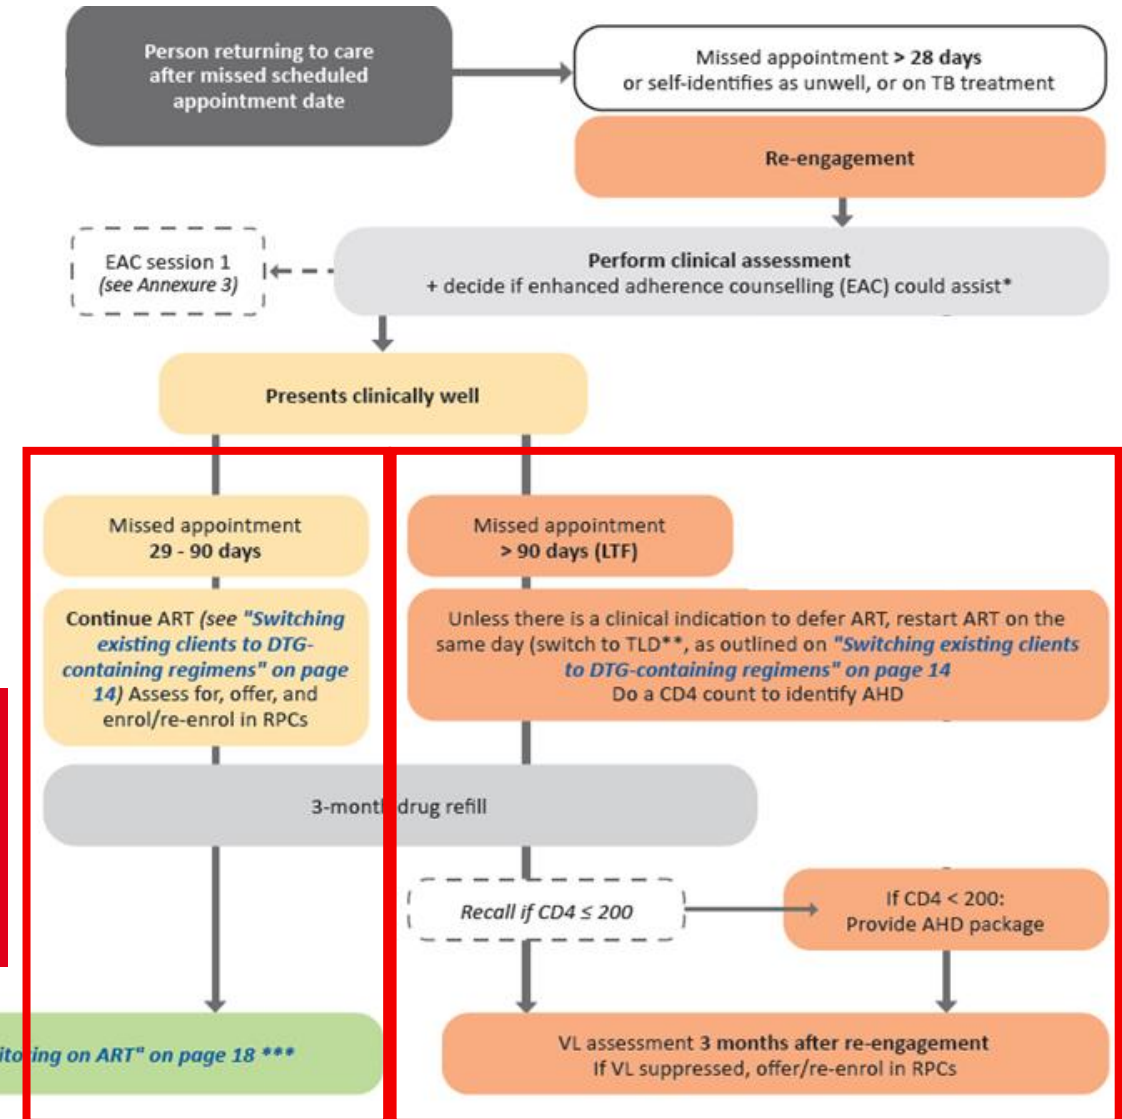 Person returning to care
after missed scheduled
appointment date
Missed appointment > 28 days
or self-identifies as unwell, or on TB treatment
Re-engagement
EAC session 1
(see Annexure 3)
Perform clinical assessment
+ decide if enhanced adherence counselling (EAC) could assist*
Presents clinically well
Missed appointment
29 - 90 days
Continue ART (see "Switching
existing clients to DTG-
containing regimens" on page
14) Assess for, offer, and
enrol/re-enrol in RPCs
Missed appointment
> 90 days (LTF)
Unless there is a clinical indication to defer ART, restart ART on the
same day (switch to TLD**, as outlined on "Switching existing clients
to DTG-containing regimens" on page 14
Do a CD4 count to identify AHD
3-month drug refill
Recall if CD4 ≤ 200
If CD4 < 200:
Provide AHD package
itoring on ART" on page 18 ***
VL assessment 3 months after re-engagement
If VL suppressed, offer/re-enrol in RPCs